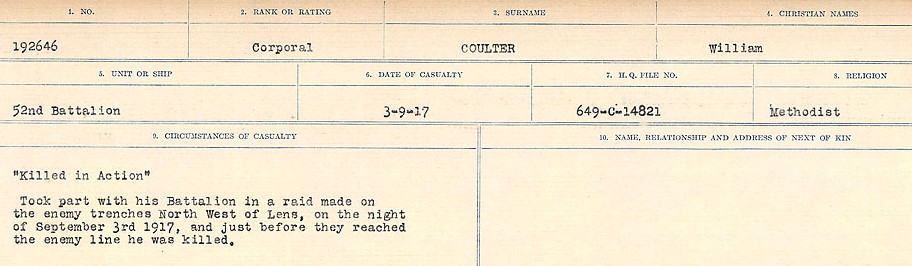 1. NO. 2. RANK OR RATING 3. SURNAME 4. CHRISTIAN NAMES
192646 Corporal COULTER William
5. UNIT OR SHIP 6. DATE OF CASUALTY 7. H.Q. FILE NO. 8. RELIGION
52nd Battalion 3-9-17 649-C-14821 Methodist
9. CIRCUMSTANCES OF CASUALTY 10. NAME, RELATIONSHIP AND ADDRESS OF NEXT OF KIN
"Killed in Action"
Took part with his Battalion in a raid made on
the enemy trenches North West of Lens, on the night
of September 3rd 1917, and just before they reached
the enemy line he was killed.